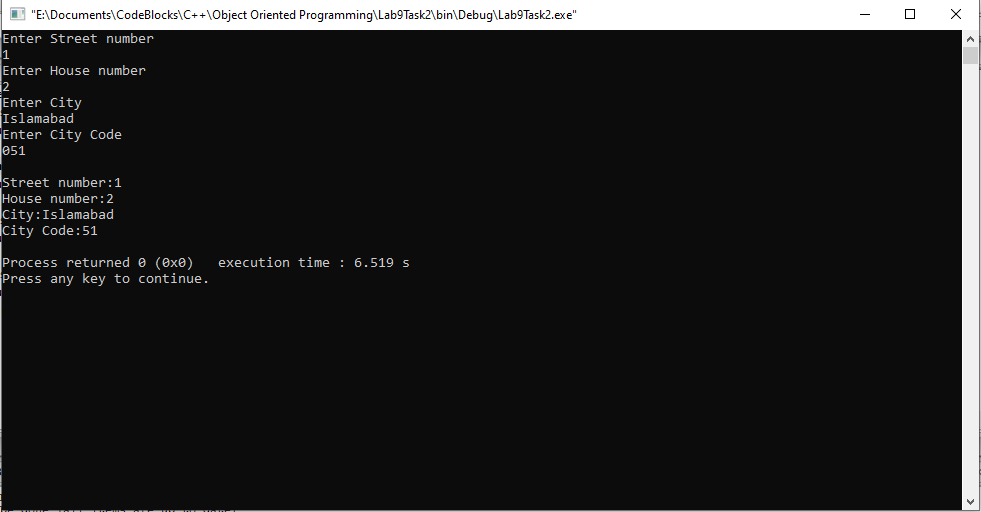 "E:\Documents\CodeBlocks\C++\Object Oriented Programming\Lab9Task2\bin\Debug\Lab9Task2.exe"
Enter Street number
1
Enter House number
2
Enter City
Islamabad
Enter City Code
051
Street number:1
House number:2
City:Islamabad
City Code:51
Process returned 0 (0x0)   execution time : 6.519 s
Press any key to continue.